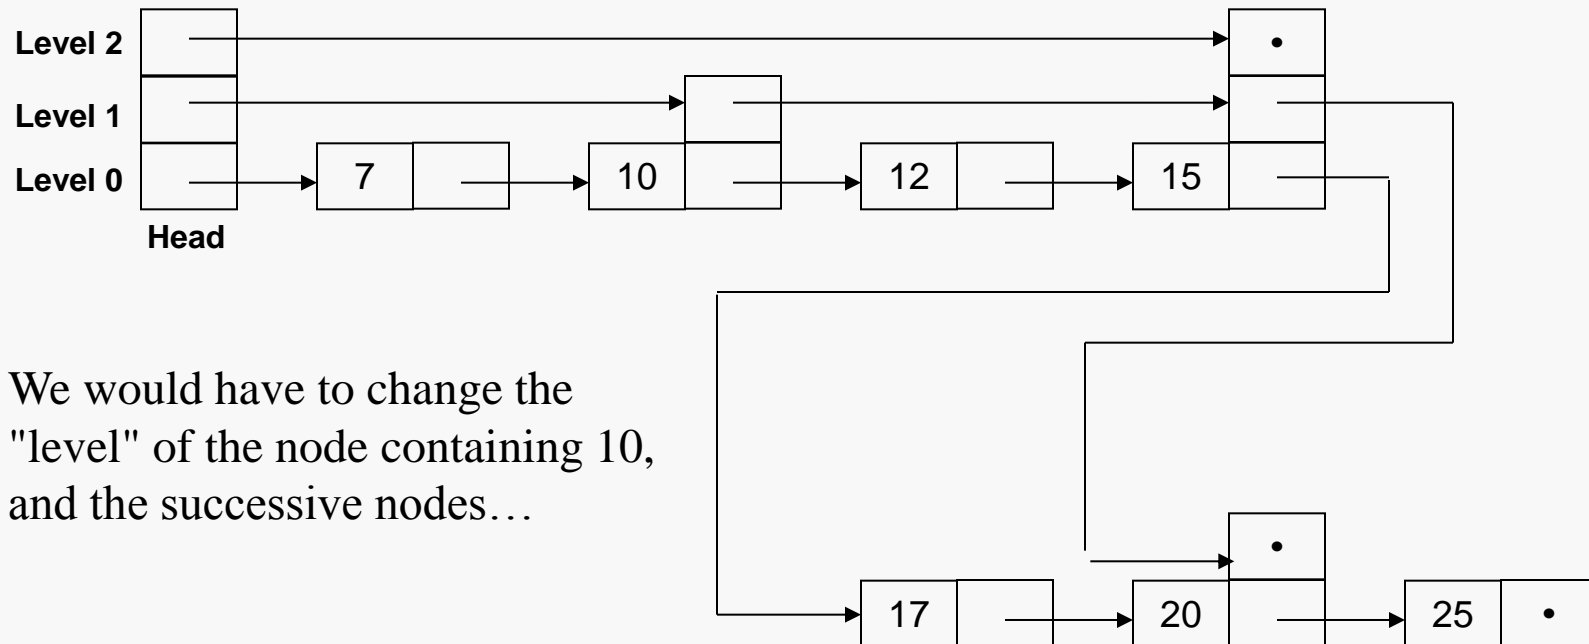 Level 2
•
Level 1
Level 0
7
10
12
15
Head
We would have to change the
"level" of the node containing 10,
and the successive nodes…
•
17
20
25
•